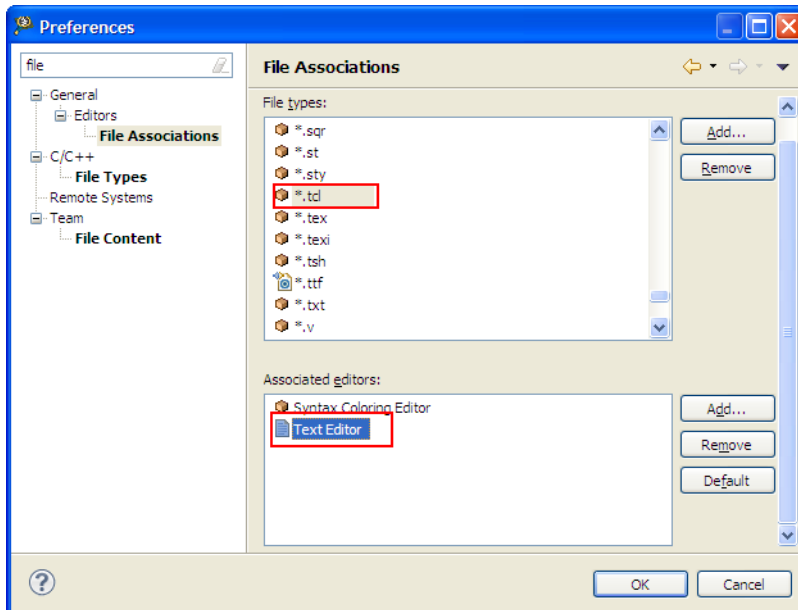 Preferences
file
File Associations
General
Editors
File Associations
C/C++
File Types
Remote Systems
Team
File Content
File types:
*.sqr
*.st
*.sty
*.tcl
*.tex
*.texi
*.tsh
*.ttf
*.txt
*.v
Add...
Remove
Associated editors:
Syntax Coloring Editor
Text Editor
Add...
Remove
Default
OK
Cancel